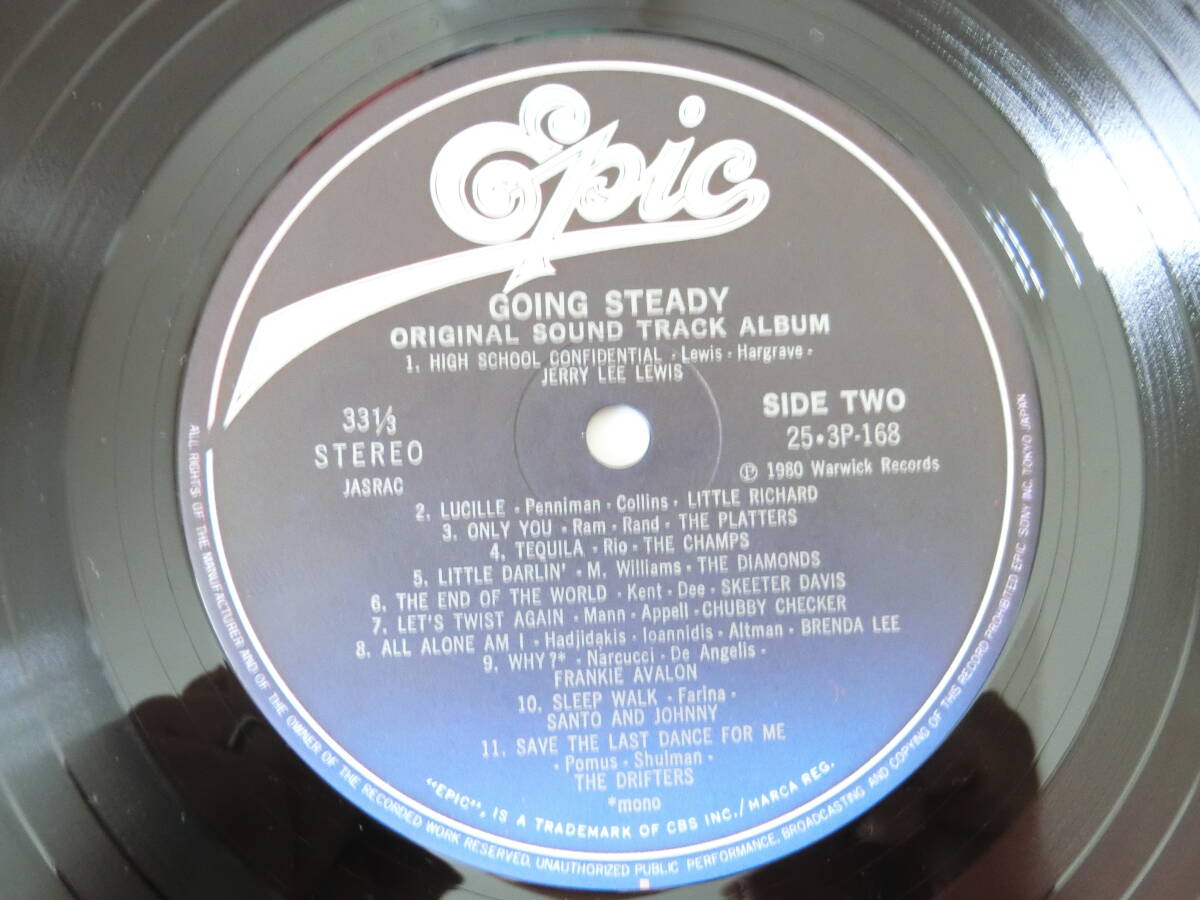 Epic
GOING STEADY
ORIGINAL SOUND TRACK ALBUM
1. HIGH SCHOOL CONFIDENTIAL · Lewis · Hargrave ·
JERRY LEE LEWIS
33⅓
STEREO
JASRAC
SIDE TWO
25·3P-168
Ⓟ 1980 Warwick Records
2. LUCILLE · Penniman · Collins · LITTLE RICHARD
3. ONLY YOU · Ram · Rand · THE PLATTERS
4. TEQUILA · Rio · THE CHAMPS
5. LITTLE DARLIN' · M. Williams · THE DIAMONDS
6. THE END OF THE WORLD · Kent · Dee · SKEETER DAVIS
7. LET'S TWIST AGAIN · Mann · Appell · CHUBBY CHECKER
8. ALL ALONE AM I · Hadjidakis · Ioannidis · Altman · BRENDA LEE
9. WHY?* · Narcucci · De Angelis ·
FRANKIE AVALON
10. SLEEP WALK · Farina ·
SANTO AND JOHNNY
11. SAVE THE LAST DANCE FOR ME
· Pomus · Shulman ·
THE DRIFTERS
*mono
"EPIC", IS A TRADEMARK OF CBS INC./MARCA REG.
ALL RIGHTS OF THE MANUFACTURER AND OF THE OWNER OF THE RECORDED WORK RESERVED. UNAUTHORIZED PUBLIC PERFORMANCE, BROADCASTING AND COPYING OF THIS RECORD PROHIBITED EPIC SONY INC. TOKYO JAPAN